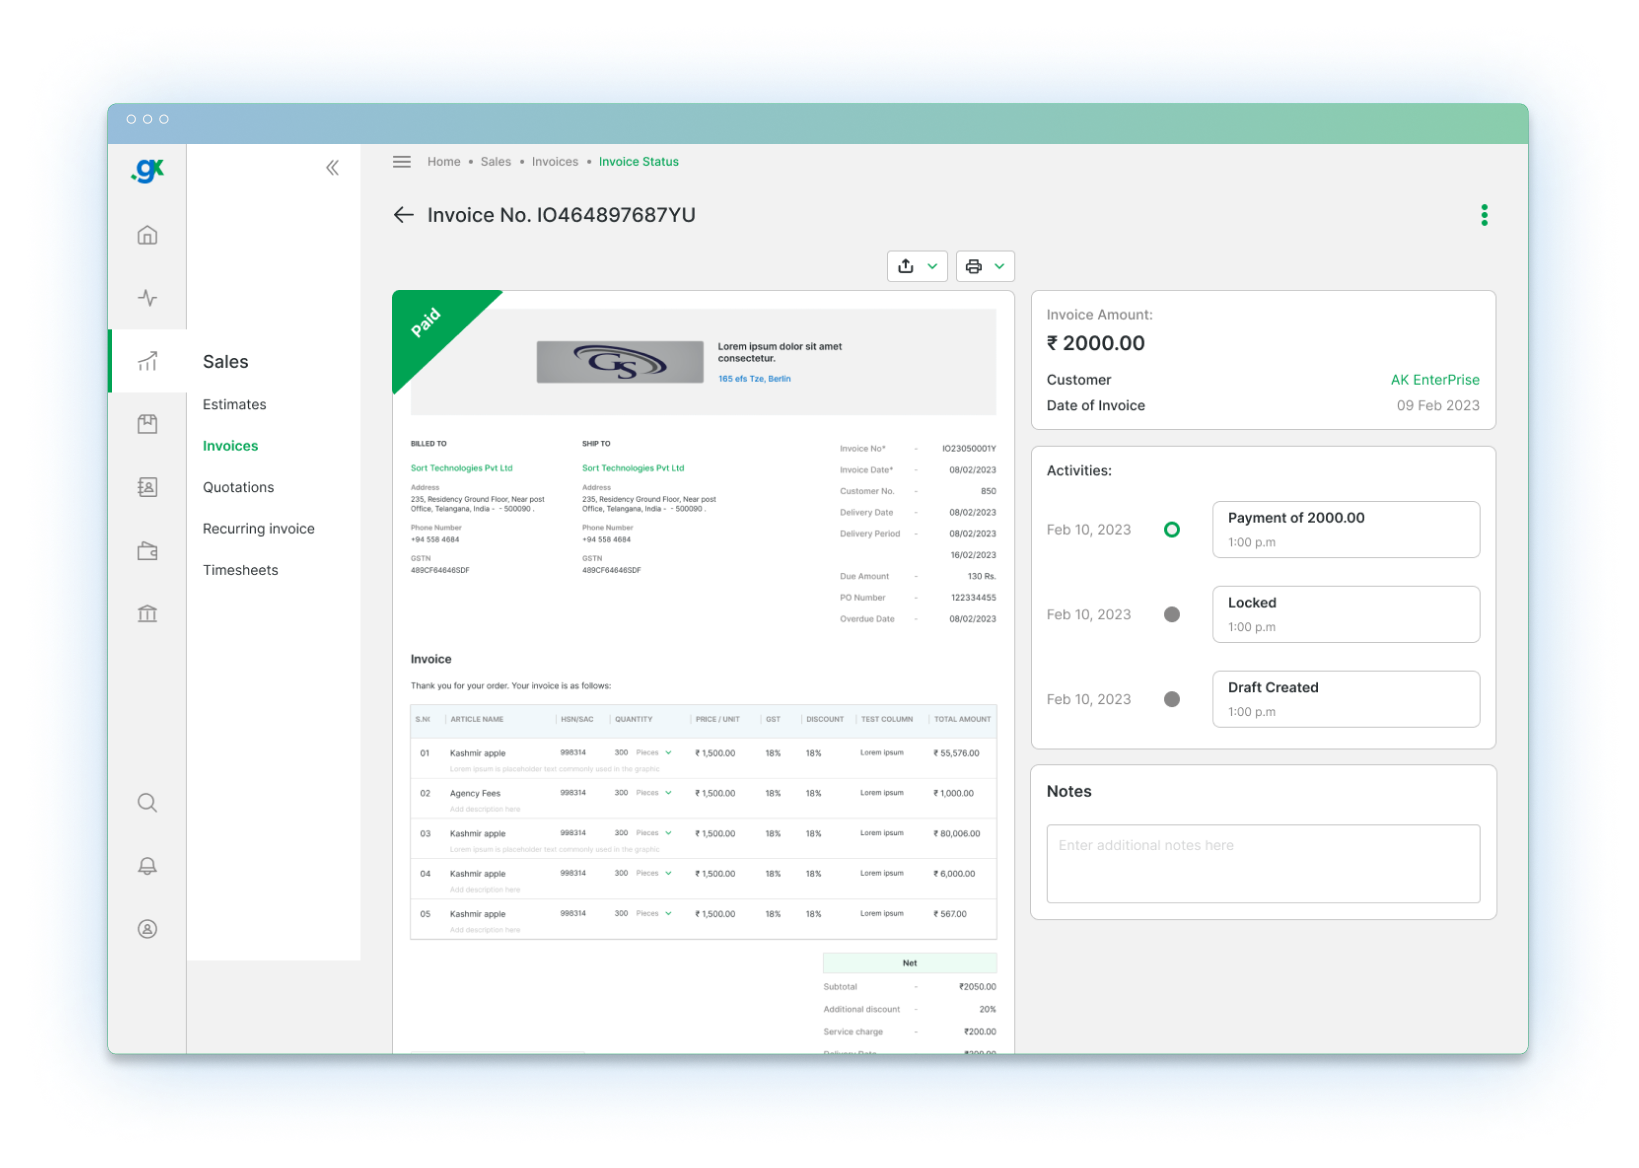 .gx
Home • Sales • Invoices • Invoice Status
Invoice No. IO464897687YU
Sales
Estimates
Invoices
Quotations
Recurring invoice
Timesheets
Paid
GS
Lorem ipsum dolor sit amet
consectetur.
165 efs Tze, Berlin
BILLED TO
Sort Technologies Pvt Ltd
Address
235, Residency Ground Floor, Near post
Office, Telangana, India - - 500090 .
Phone Number
+94 558 4684
GSTN
489CF64646SDF
SHIP TO
Sort Technologies Pvt Ltd
Address
235, Residency Ground Floor, Near post
Office, Telangana, India - - 500090 .
Phone Number
+94 558 4684
GSTN
489CF64646SDF
Invoice No* - IO23050001Y
Invoice Date* - 08/02/2023
Customer No. - 850
Delivery Date - 08/02/2023
Delivery Period - 08/02/2023
16/02/2023
Due Amount - 130 Rs.
PO Number - 122334455
Overdue Date - 08/02/2023
Invoice
Thank you for your order. Your invoice is as follows:
S.N ARTICLE NAME HSN/SAC QUANTITY PRICE / UNIT GST DISCOUNT TEST COLUMN TOTAL AMOUNT
01 Kashmir apple 998314 300 Pieces ₹ 1,500.00 18% 18% Lorem ipsum ₹ 55,576.00
Lorem ipsum is placeholder text commonly used in the graphic
02 Agency Fees 998314 300 Pieces ₹ 1,500.00 18% 18% Lorem ipsum ₹ 1,000.00
Add description here
03 Kashmir apple 998314 300 Pieces ₹ 1,500.00 18% 18% Lorem ipsum ₹ 80,006.00
Lorem ipsum is placeholder text commonly used in the graphic
04 Kashmir apple 998314 300 Pieces ₹ 1,500.00 18% 18% Lorem ipsum ₹ 6,000.00
Add description here
05 Kashmir apple 998314 300 Pieces ₹ 1,500.00 18% 18% Lorem ipsum ₹ 567.00
Add description here
Net
Subtotal - ₹2050.00
Additional discount - 20%
Service charge - ₹200.00
Invoice Amount:
₹ 2000.00
Customer AK EnterPrise
Date of Invoice 09 Feb 2023
Activities:
Feb 10, 2023
Payment of 2000.00
1:00 p.m
Feb 10, 2023
Locked
1:00 p.m
Feb 10, 2023
Draft Created
1:00 p.m
Notes
Enter additional notes here